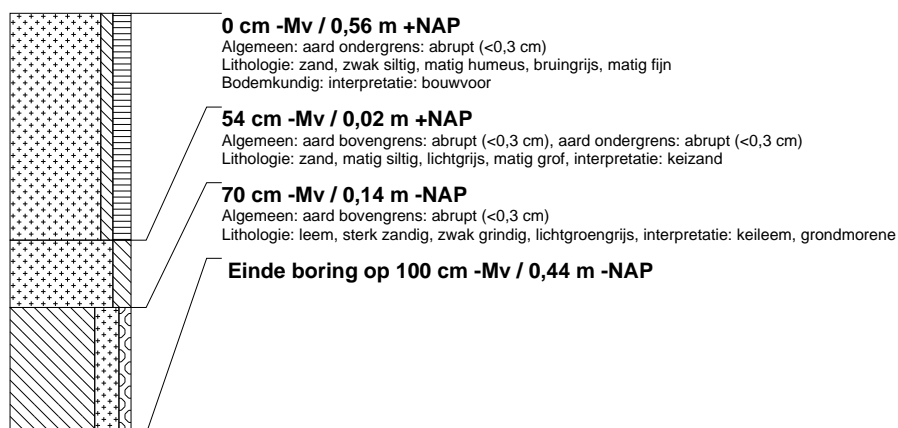 0 cm -Mv / 0,56 m +NAP
Algemeen: aard ondergrens: abrupt (<0,3 cm)
Lithologie: zand, zwak siltig, matig humeus, bruingrijs, matig fijn
Bodemkundig: interpretatie: bouwvoor
54 cm -Mv / 0,02 m +NAP
Algemeen: aard bovengrens: abrupt (<0,3 cm), aard ondergrens: abrupt (<0,3 cm)
Lithologie: zand, matig siltig, lichtgrijs, matig grof, interpretatie: keizand
70 cm -Mv / 0,14 m -NAP
Algemeen: aard bovengrens: abrupt (<0,3 cm)
Lithologie: leem, sterk zandig, zwak grindig, lichtgroengrijs, interpretatie: keileem, grondmorene
Einde boring op 100 cm -Mv / 0,44 m -NAP